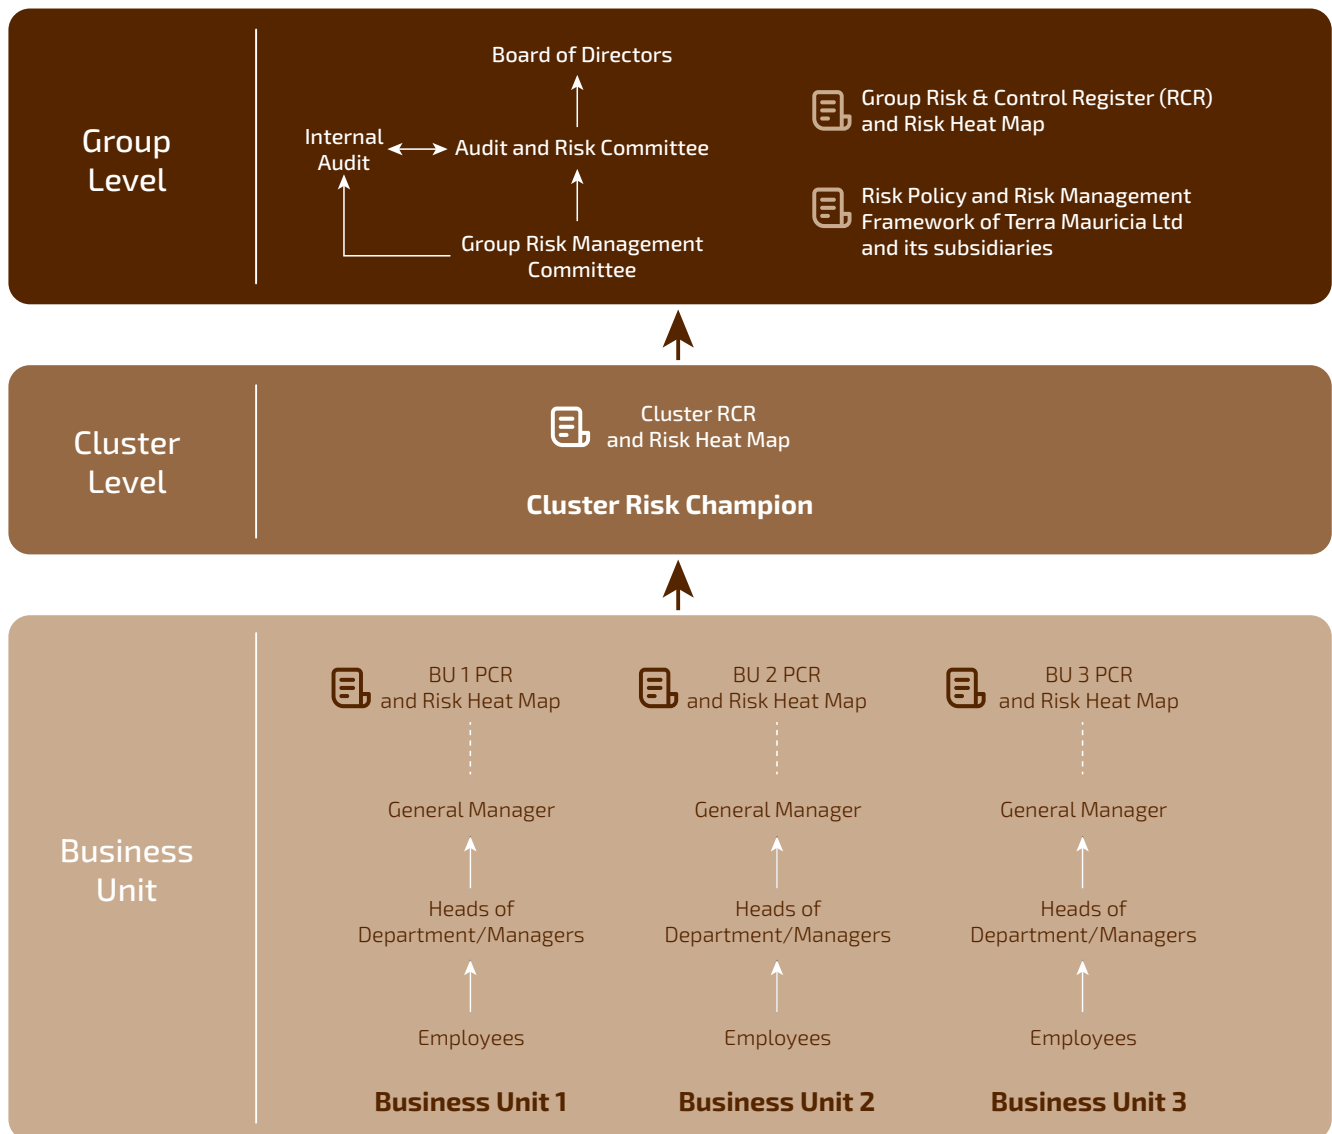 Group
Level
Board of Directors
Internal
Audit
Audit and Risk Committee
Group Risk Management
Committee
Group Risk & Control Register (RCR)
and Risk Heat Map
Risk Policy and Risk Management
Framework of Terra Mauricia Ltd
and its subsidiaries
Cluster
Level
Cluster RCR
and Risk Heat Map
Cluster Risk Champion
Business
Unit
BU 1 PCR
and Risk Heat Map
General Manager
Heads of
Department/Managers
Employees
Business Unit 1
BU 2 PCR
and Risk Heat Map
General Manager
Heads of
Department/Managers
Employees
Business Unit 2
BU 3 PCR
and Risk Heat Map
General Manager
Heads of
Department/Managers
Employees
Business Unit 3